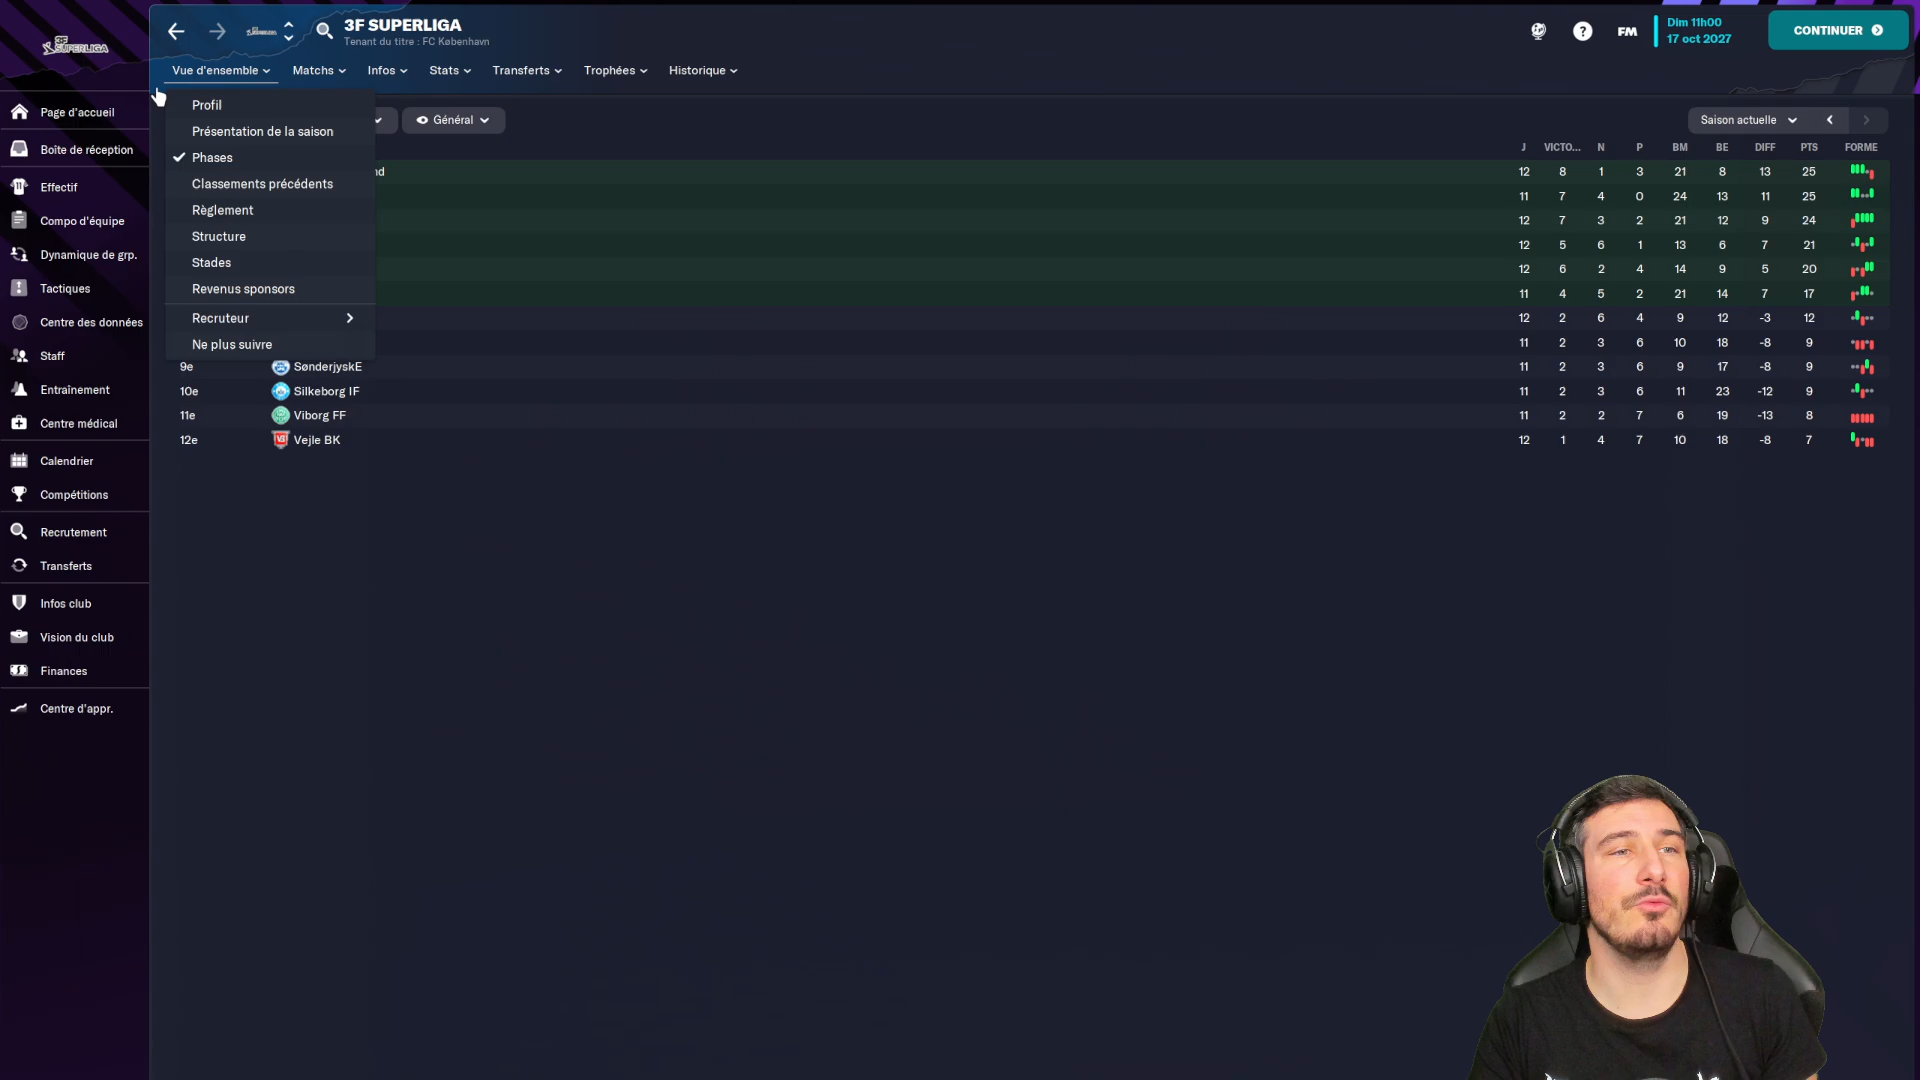 3F SUPERLIGA
Tenant du titre : FC København
FM
Dim 11h00
17 oct 2027
CONTINUER
3F
SUPERLIGA
Vue d'ensemble
Matchs
Infos
Stats
Transferts
Trophées
Historique
Page d'accueil
Boîte de réception
Effectif
Compo d'équipe
Dynamique de grp.
Tactiques
Centre des données
Staff
Entraînement
Centre médical
Calendrier
Compétitions
Recrutement
Transferts
Infos club
Vision du club
Finances
Centre d'appr.
Profil
Présentation de la saison
Phases
Classements précédents
Règlement
Structure
Stades
Revenus sponsors
Recruteur
Ne plus suivre
Général
Saison actuelle
J VICTO... N P BM BE DIFF PTS FORME
nd 12 8 1 3 21 8 13 25
11 7 4 0 24 13 11 25
12 7 3 2 21 12 9 24
12 5 6 1 13 6 7 21
12 6 2 4 14 9 5 20
11 4 5 2 21 14 7 17
12 2 6 4 9 12 -3 12
11 2 3 6 10 18 -8 9
9e SønderjyskE 11 2 3 6 9 17 -8 9
10e Silkeborg IF 11 2 3 6 11 23 -12 9
11e Viborg FF 11 2 2 7 6 19 -13 8
12e Vejle BK 12 1 4 7 10 18 -8 7